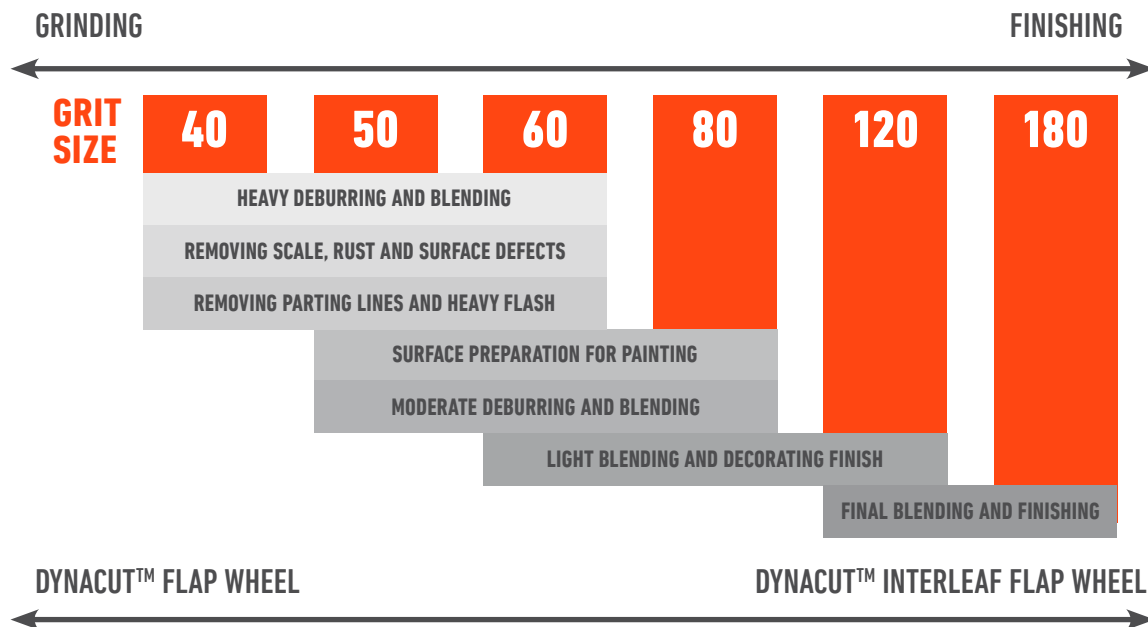 GRINDING
FINISHING
GRIT
SIZE
40
50
60
80
120
180
HEAVY DEBURRING AND BLENDING
REMOVING SCALE, RUST AND SURFACE DEFECTS
REMOVING PARTING LINES AND HEAVY FLASH
SURFACE PREPARATION FOR PAINTING
MODERATE DEBURRING AND BLENDING
LIGHT BLENDING AND DECORATING FINISH
FINAL BLENDING AND FINISHING
DYNACUT™ FLAP WHEEL
DYNACUT™ INTERLEAF FLAP WHEEL